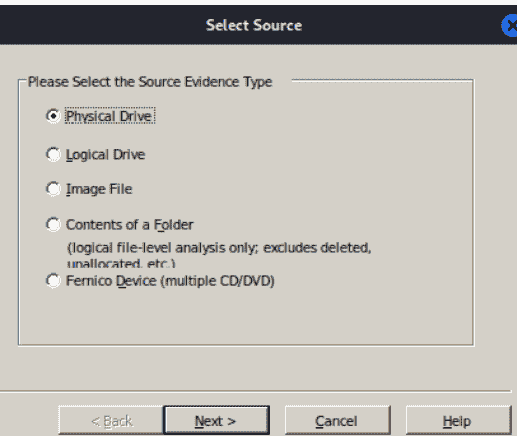 Select Source
Please Select the Source Evidence Type
Physical Drive
Logical Drive
Image File
Contents of a Folder
(logical file-level analysis only; excludes deleted,
unallocated, etc.)
Fernico Device (multiple CD/DVD)
< Back Next > Cancel Help